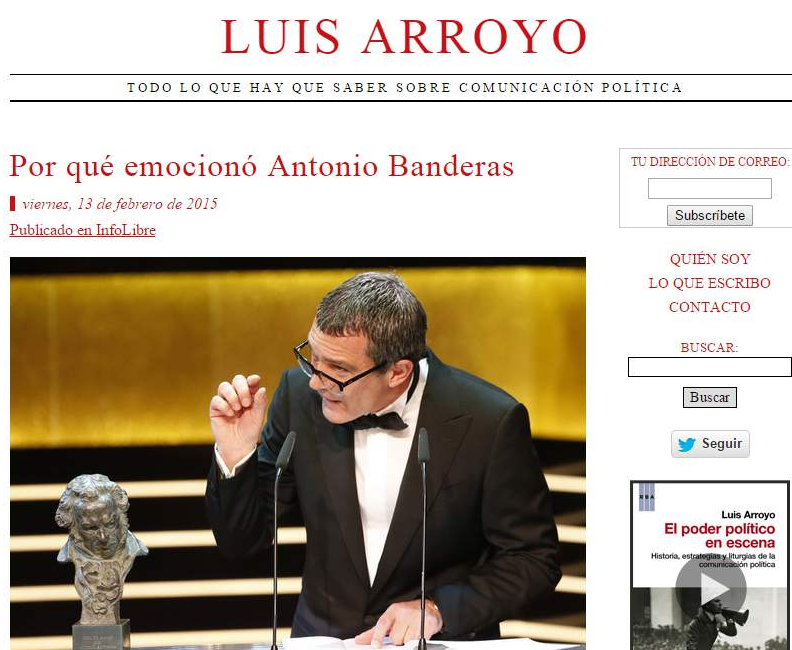 LUIS ARROYO
TODO LO QUE HAY QUE SABER SOBRE COMUNICACIÓN POLÍTICA
Por qué emocionó Antonio Banderas
viernes, 13 de febrero de 2015
Publicado en InfoLibre
TU DIRECCIÓN DE CORREO:
Subscríbete
QUIÉN SOY
LO QUE ESCRIBO
CONTACTO
BUSCAR:
Buscar
Seguir
RBA
Luis Arroyo
El poder político
en escena
Historia, estrategias y liturgias de la
comunicación política